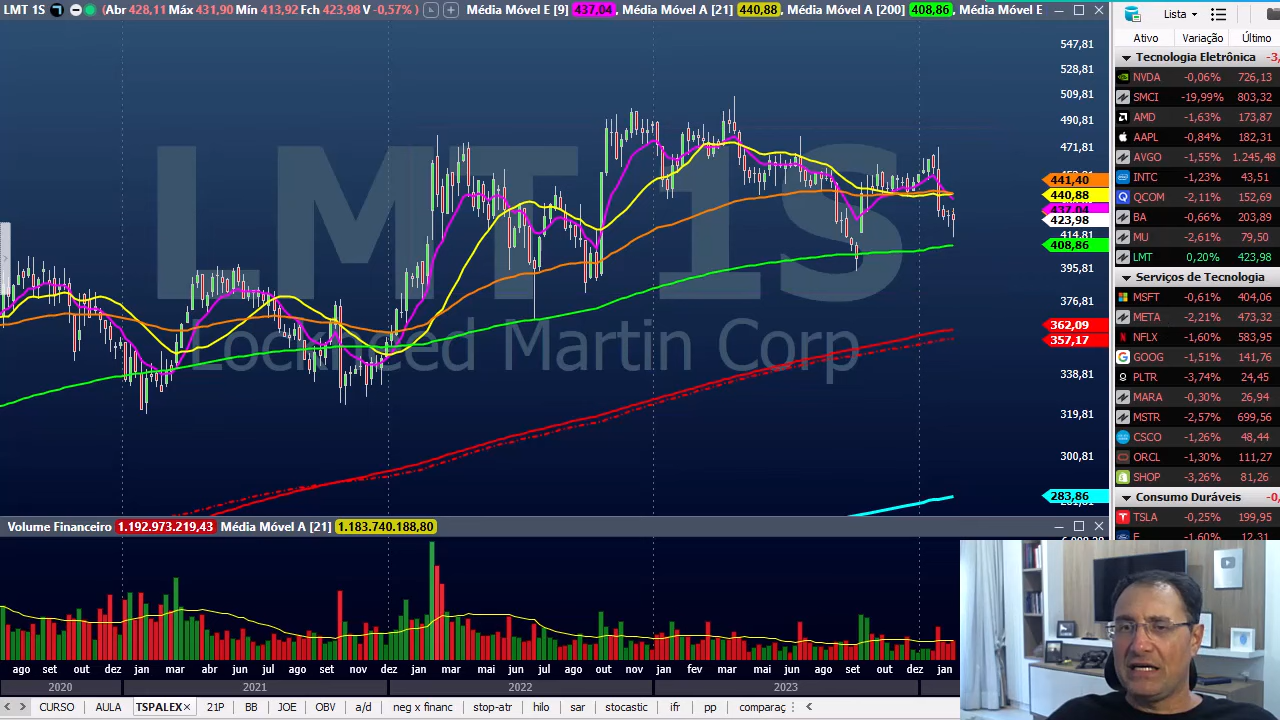 LMT 1S (Abr 428,11 Máx 431,90 Mín 413,92 Fch 423,98 V -0,57% ) Média Móvel E [9] 437,04, Média Móvel A [21] 440,88, Média Móvel A [200] 408,86, Média Móvel E
LMT 1S
Lockheed Martin Corp
547,81
528,81
509,81
490,81
471,81
441,40
440,88
437,04
423,98
414,81
408,86
395,81
376,81
362,09
357,17
338,81
319,81
300,81
283,86
Volume Financeiro 1.192.973.219,43 Média Móvel A [21] 1.183.740.188,80
ago set out dez jan mar abr jun jul ago set nov dez jan mar mai jun jul ago out nov jan fev mar mai jun ago set out dez jan
2020 2021 2022 2023
CURSO AULA TSPALEX 21P BB JOE OBV a/d neg x financ stop-a hilo sar stocastic ifr pp comparaç
Lista
Ativo Variação Último
Tecnologia Eletrônica -3,
NVDA -0,06% 726,13
SMCI -19,99% 803,32
AMD -1,63% 173,87
AAPL -0,84% 182,31
AVGO -1,55% 1.245,48
INTC -1,23% 43,51
QCOM -2,11% 152,69
BA -0,66% 203,89
MU -2,61% 79,50
LMT 0,20% 423,98
Serviços de Tecnologia
MSFT -0,61% 404,06
META -2,21% 473,32
NFLX -1,60% 583,95
GOOG -1,51% 141,76
PLTR -3,74% 24,45
MARA -0,30% 26,94
MSTR -2,57% 699,56
CSCO -1,26% 48,44
ORCL -1,30% 111,27
SHOP -3,26% 81,26
Consumo Duráveis -0,
TSLA -0,25% 199,95
F -1,60% 12,31